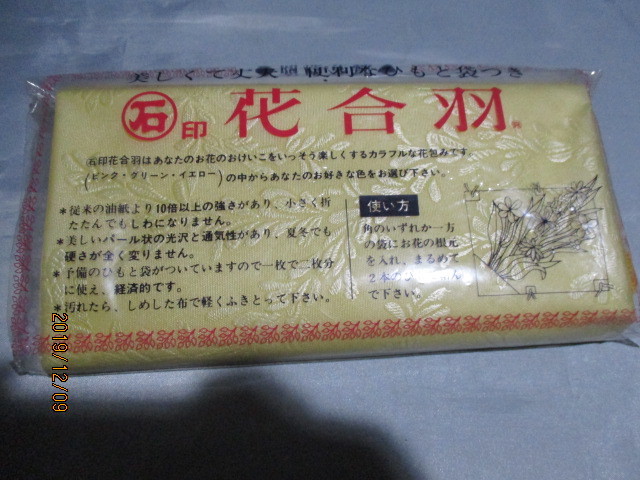 美しくて丈夫 便利なひもと袋つき
石印 花合羽
石印花合羽はあなたのお花のおけいこをいっそう楽しくするカラフルな花包みです。
(ピンク・グリーン・イエロー)の中からあなたのお好きな色をお選び下さい。
*従来の油紙より10倍以上の強さがあり、小さく折
たたんでもしわになりません。
*美しいパール状の光沢と通気性があり、夏冬でも
硬さが全く変りません。
*予備のひもと袋がついていますので一枚で二枚分
に使え、経済的です。
*汚れたら、しめした布で軽くふきとって下さい。
使い方
角のいずれか一方
の袋にお花の根元
を入れ、まるめて
2本のひ
で下さい。
2019/12/09